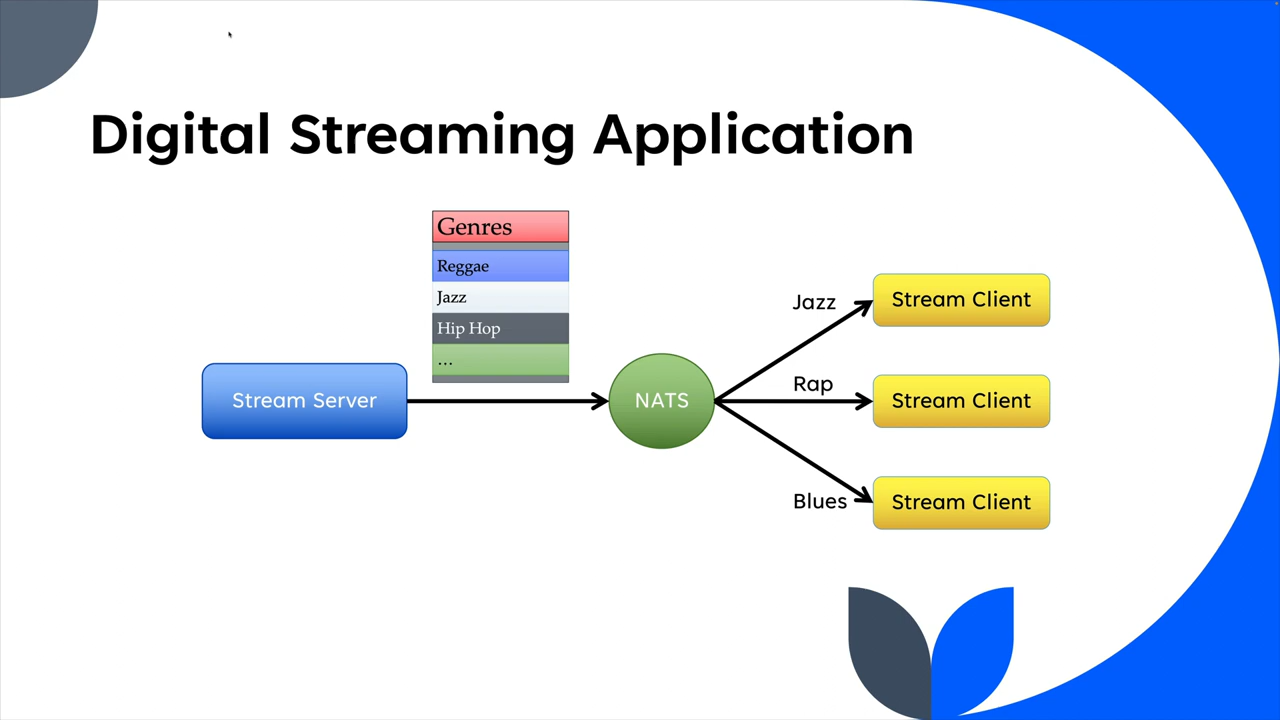 Digital Streaming Application
Genres
Reggae
Jazz
Hip Hop
...
Stream Server
NATS
Jazz
Stream Client
Rap
Stream Client
Blues
Stream Client